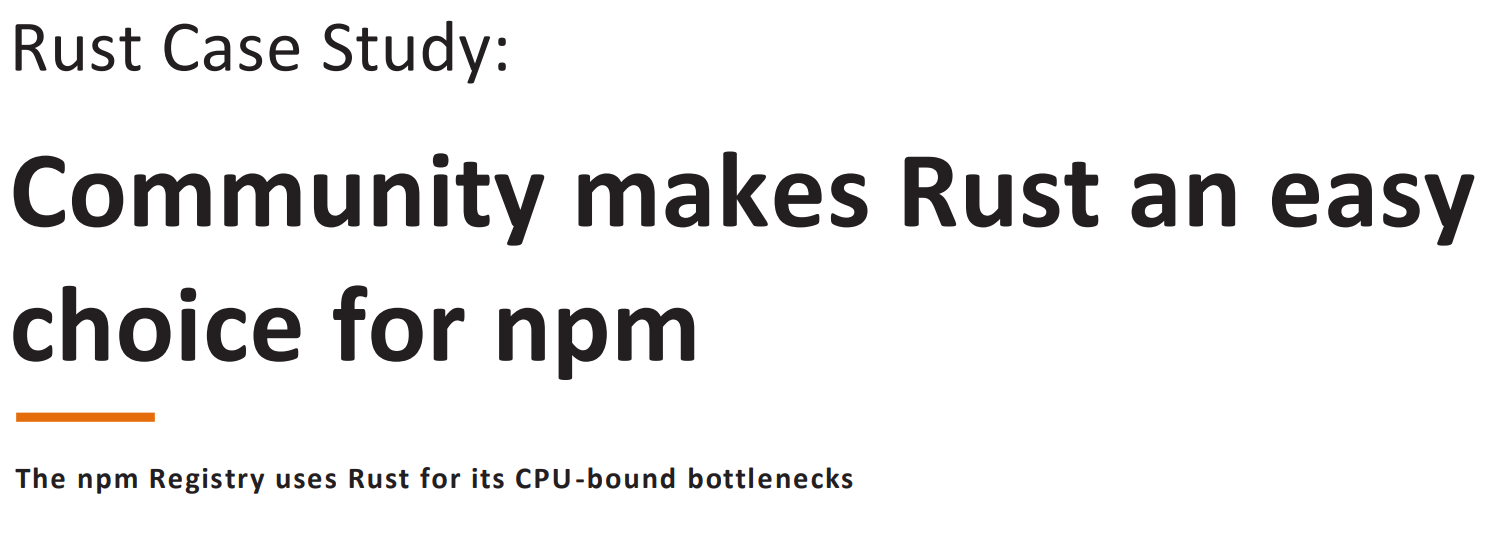 Rust Case Study:
Community makes Rust an easy
choice for npm
The npm Registry uses Rust for its CPU-bound bottlenecks